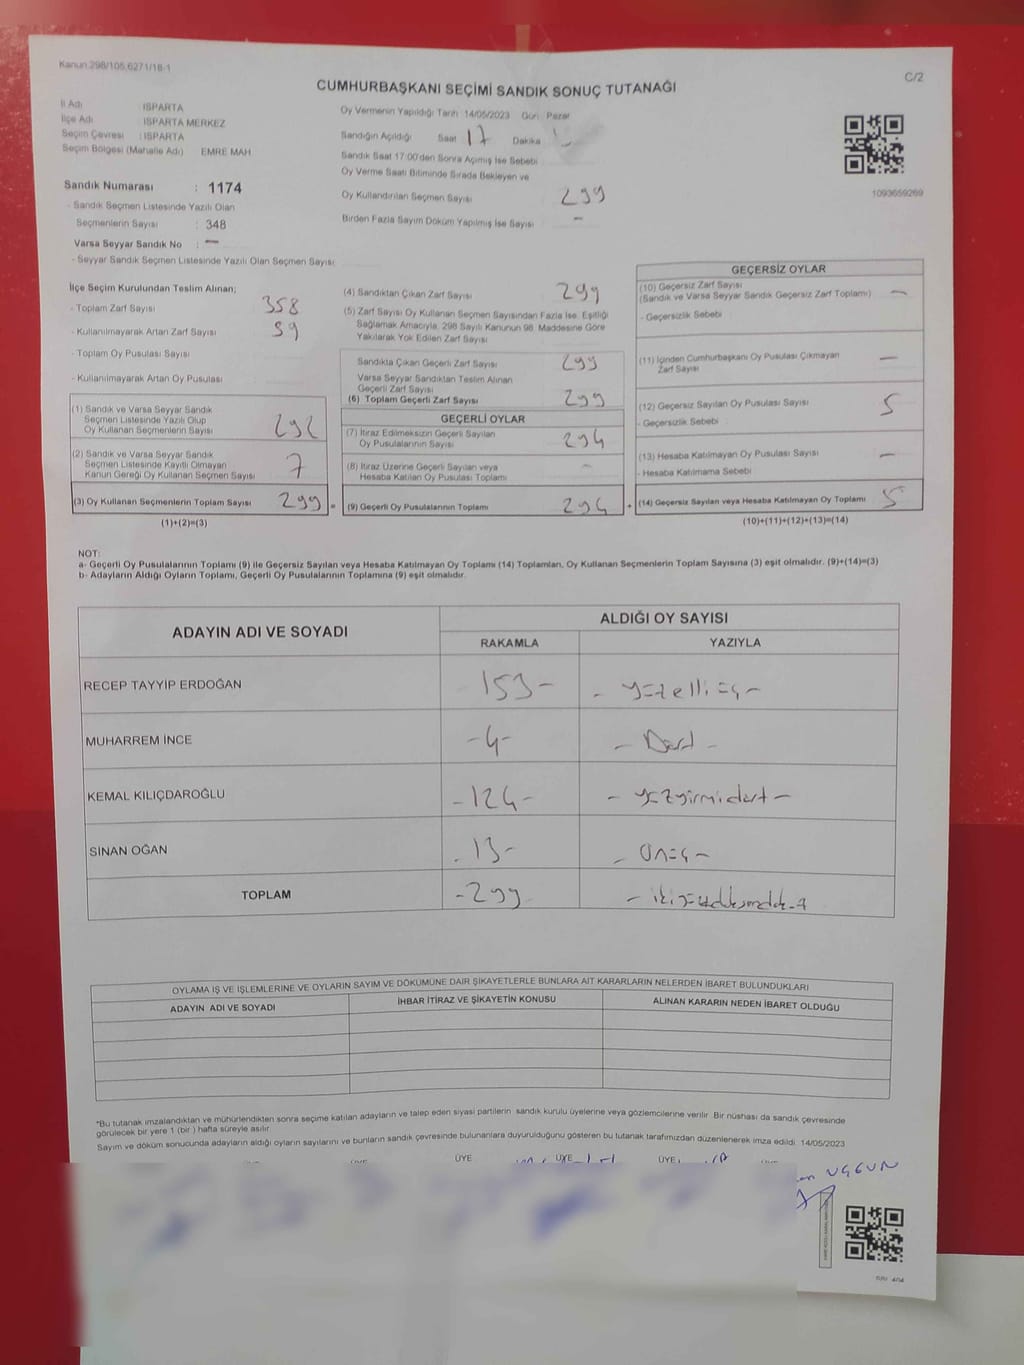 Kanun:298/105,6271/18-1
C/2
CUMHURBAŞKANI SEÇİMİ SANDIK SONUÇ TUTANAĞI
İl Adı ISPARTA
İlçe Adı ISPARTA MERKEZ
Seçim Çevresi : ISPARTA
Seçim Bölgesi (Mahalle Adı) EMRE MAH
Sandık Numarası : 1174
- Sandık Seçmen Listesinde Yazılı Olan
Seçmenlerin Sayısı : 348
Varsa Seyyar Sandık No : —
- Seyyar Sandık Seçmen Listesinde Yazılı Olan Seçmen Sayısı
Oy Vermenin Yapıldığı Tarih 14/05/2023 Gün: Pazar
Sandığın Açıldığı Saat 17 Dakika
Sandık Saat 17:00'den Sonra Açılmış İse Sebebi
Oy Verme Saati Bitiminde Sırada Bekleyen ve
Oy Kullandırılan Seçmen Sayısı 299
Birden Fazla Sayım Döküm Yapılmış İse Sayısı –
1093659269
İlçe Seçim Kurulundan Teslim Alınan;
- Toplam Zarf Sayısı 358
- Kullanılmayarak Artan Zarf Sayısı 59
- Toplam Oy Pusulası Sayısı
- Kullanılmayarak Artan Oy Pusulası
(1) Sandık ve Varsa Seyyar Sandık
Seçmen Listesinde Yazılı Olup
Oy Kullanan Seçmenlerin Sayısı 292
(2) Sandık ve Varsa Seyyar Sandık
Seçmen Listesinde Kayıtlı Olmayan
Kanun Gereği Oy Kullanan Seçmen Sayısı 7
(3) Oy Kullanan Seçmenlerin Toplam Sayısı 299 =
(1)+(2)=(3)
(4) Sandıktan Çıkan Zarf Sayısı 299
(5) Zarf Sayısı Oy Kullanan Seçmen Sayısından Fazla İse, Eşitliği
Sağlamak Amacıyla, 298 Sayılı Kanunun 98. Maddesine Göre
Yakılarak Yok Edilen Zarf Sayısı
Sandıkta Çıkan Geçerli Zarf Sayısı 299
Varsa Seyyar Sandıktan Teslim Alınan
Geçerli Zarf Sayısı
(6) Toplam Geçerli Zarf Sayısı 299
GEÇERLİ OYLAR
(7) İtiraz Edilmeksizin Geçerli Sayılan
Oy Pusulalarının Sayısı 294
(8) İtiraz Üzerine Geçerli Sayılan veya
Hesaba Katılan Oy Pusulası Toplamı –
(9) Geçerli Oy Pusulalarının Toplamı 294 +
GEÇERSİZ OYLAR
(10) Geçersiz Zarf Sayısı
(Sandık ve Varsa Seyyar Sandık Geçersiz Zarf Toplamı) —
- Geçersizlik Sebebi
(11) İçinden Cumhurbaşkanı Oy Pusulası Çıkmayan
Zarf Sayısı —
(12) Geçersiz Sayılan Oy Pusulası Sayısı 5
- Geçersizlik Sebebi
(13) Hesaba Katılmayan Oy Pusulası Sayısı —
- Hesaba Katılmama Sebebi
(14) Geçersiz Sayılan veya Hesaba Katılmayan Oy Toplamı 5
(10)+(11)+(12)+(13)=(14)
NOT:
a- Geçerli Oy Pusulalarının Toplamı (9) ile Geçersiz Sayılan veya Hesaba Katılmayan Oy Toplamı (14) Toplamları, Oy Kullanan Seçmenlerin Toplam Sayısına (3) eşit olmalıdır. (9)+(14)=(3)
b- Adayların Aldığı Oyların Toplamı, Geçerli Oy Pusulalarının Toplamına (9) eşit olmalıdır.
ADAYIN ADI VE SOYADI
ALDIĞI OY SAYISI
RAKAMLA YAZIYLA
RECEP TAYYİP ERDOĞAN -153- - yüzelliüç -
MUHARREM İNCE -4- - Dört -
KEMAL KILIÇDAROĞLU -124- - yüzyirmidört -
SİNAN OĞAN -13- - Onüç -
TOPLAM -299
OYLAMA İŞ VE İŞLEMLERİNE VE OYLARIN SAYIM VE DÖKÜMÜNE DAİR ŞİKAYETLERLE BUNLARA AİT KARARLARIN NELERDEN İBARET BULUNDUKLARI
ADAYIN ADI VE SOYADI İHBAR İTİRAZ VE ŞİKAYETİN KONUSU ALINAN KARARIN NEDEN İBARET OLDUĞU
*Bu tutanak imzalandıktan ve mühürlendikten sonra seçime katılan adayların ve talep eden siyasi partilerin sandık kurulu üyelerine veya gözlemcilerine verilir. Bir nüshası da sandık çevresinde
görülecek bir yere 1 (bir ) hafta süreyle asılır.
Sayım ve döküm sonucunda adayların aldığı oyların sayılarını ve bunların sandık çevresinde bulunanlara duyurulduğunu gösteren bu tutanak tarafımızdan düzenlenerek imza edildi. 14/05/2023
ÜYE ÜYE ÜYE
UÇGUN